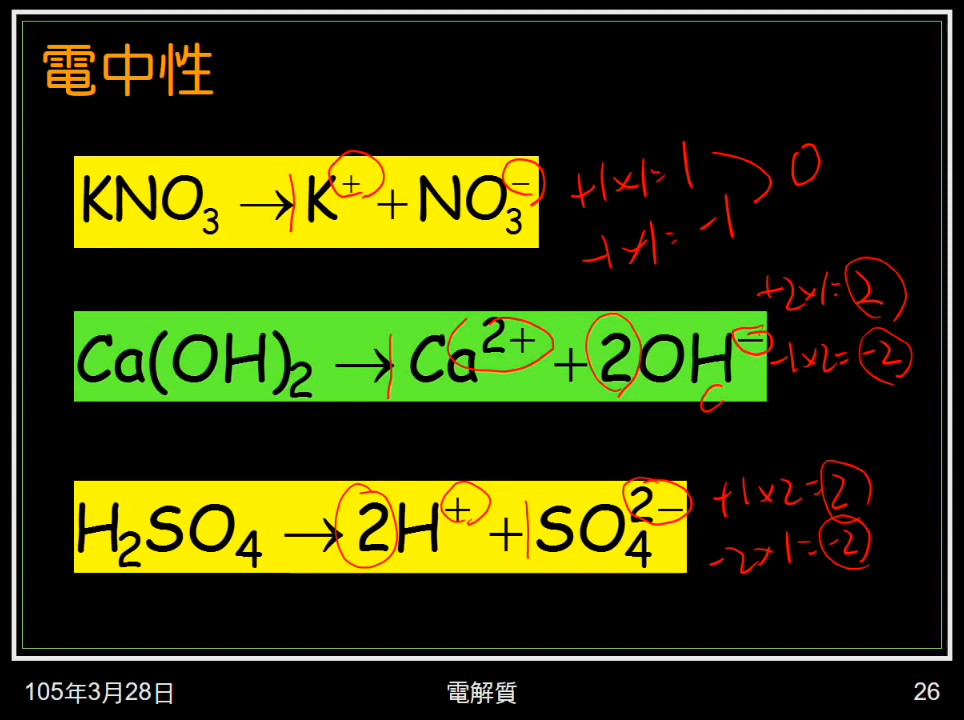 電中性
KNO₃ → |K⁺ + NO₃⁻
+1×1=1
-1×1=-1
0
Ca(OH)₂ → |Ca²⁺ + 2OH⁻
+2×1=2
-1×2=-2
H₂SO₄ → 2H⁺ + |SO₄²⁻
+1×2=2
-2×1=-2
105年3月28日
電解質
26